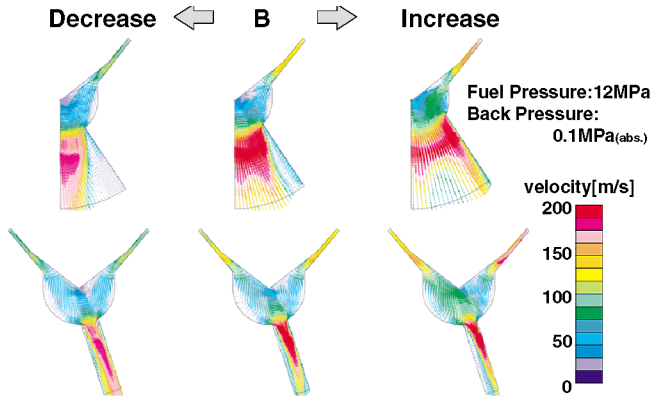 Decrease B Increase
Fuel Pressure:12MPa
Back Pressure:
0.1MPa(abs.)
velocity[m/s]
200
150
100
50
0